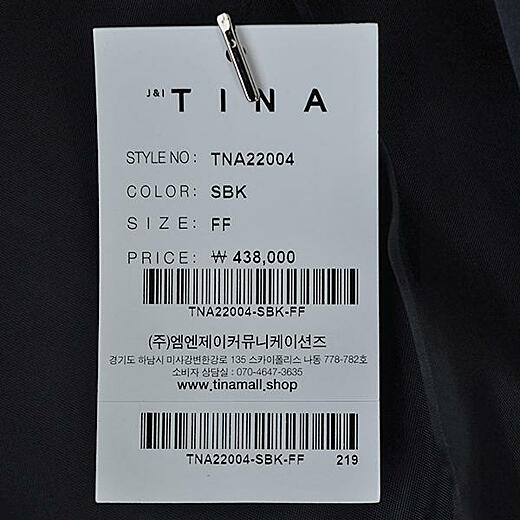 J&I TINA
STYLE NO : TNA22004
COLOR: SBK
SIZE: FF
PRICE: ₩ 438,000
TNA22004-SBK-FF
(주)엠엔제이커뮤니케이션즈
경기도 하남시 미사강변한강로 135 스카이폴리스 나동 778-782호
소비자 상담실 : 070-4647-3635
www.tinamall.shop
TNA22004-SBK-FF 219